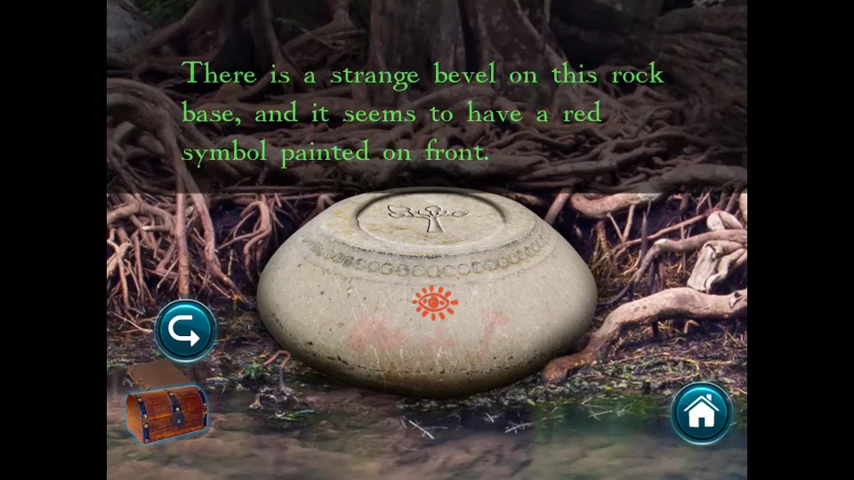 There is a strange bevel on this rock
base, and it seems to have a red
symbol painted on front.